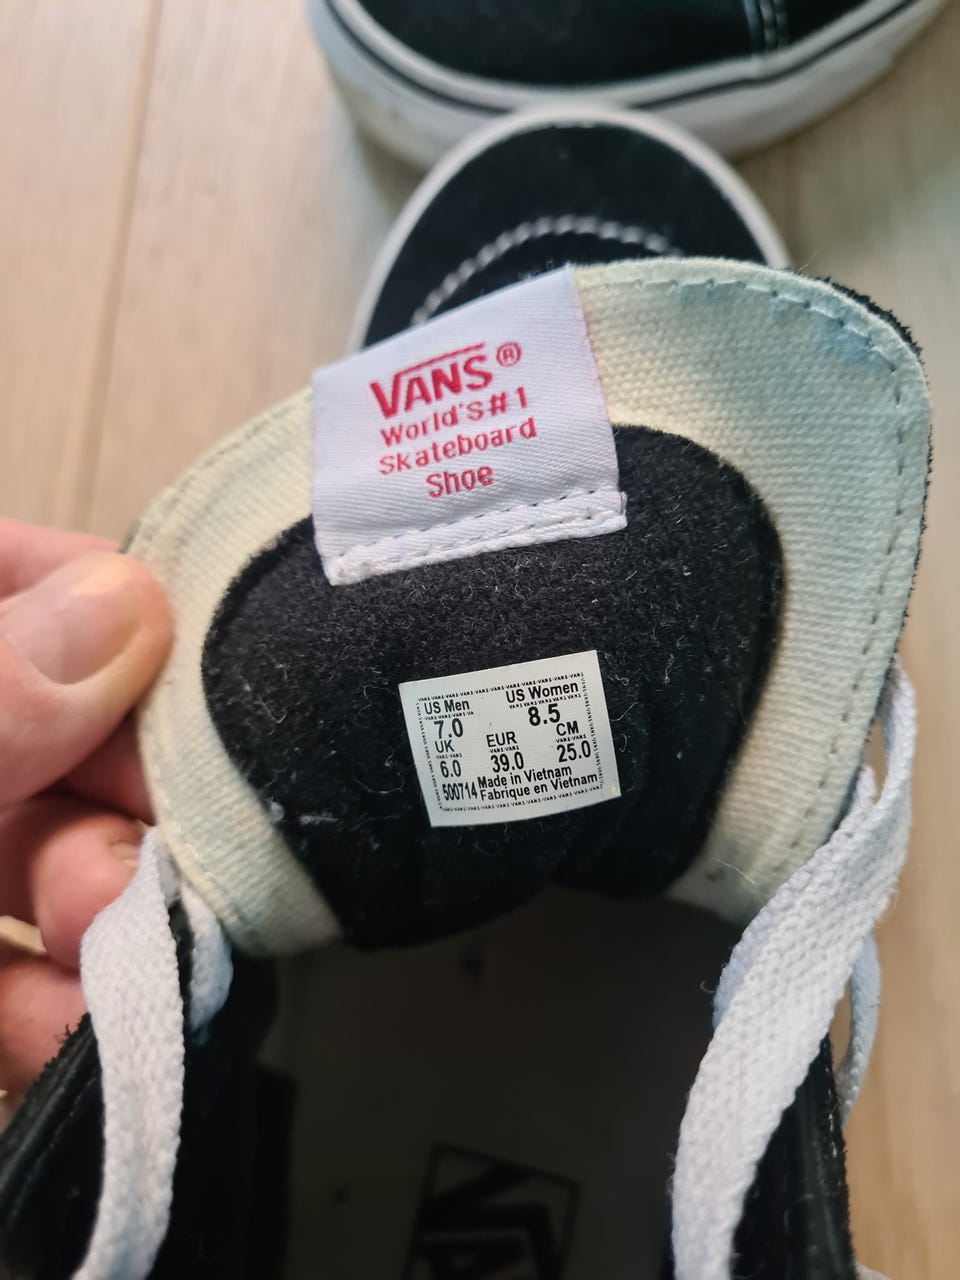 VANS®
World's #1
Skateboard
Shoe
US Men US Women
7.0 8.5
UK EUR CM
6.0 39.0 25.0
500714 Made in Vietnam
Fabrique en Vietnam